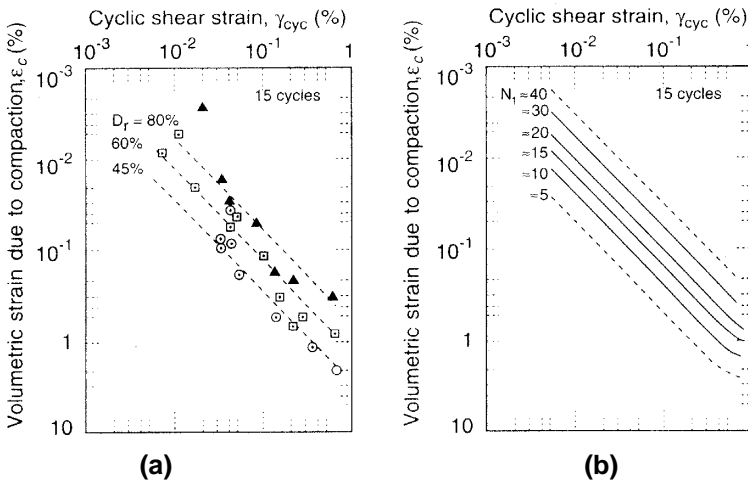 Cyclic shear strain, γcyc (%)
10-3 10-2 10-1 1
Volumetric strain due to compaction,εc (%)
10-3
10-2
10-1
1
10
15 cycles
Dr = 80%
60%
45%
(a)
Cyclic shear strain, γcyc (%)
10-3 10-2 10-1 1
Volumetric strain due to compaction,εc (%)
10-3
10-2
10-1
1
10
15 cycles
N1 ≈40
≈30
≈20
≈15
≈10
≈5
(b)